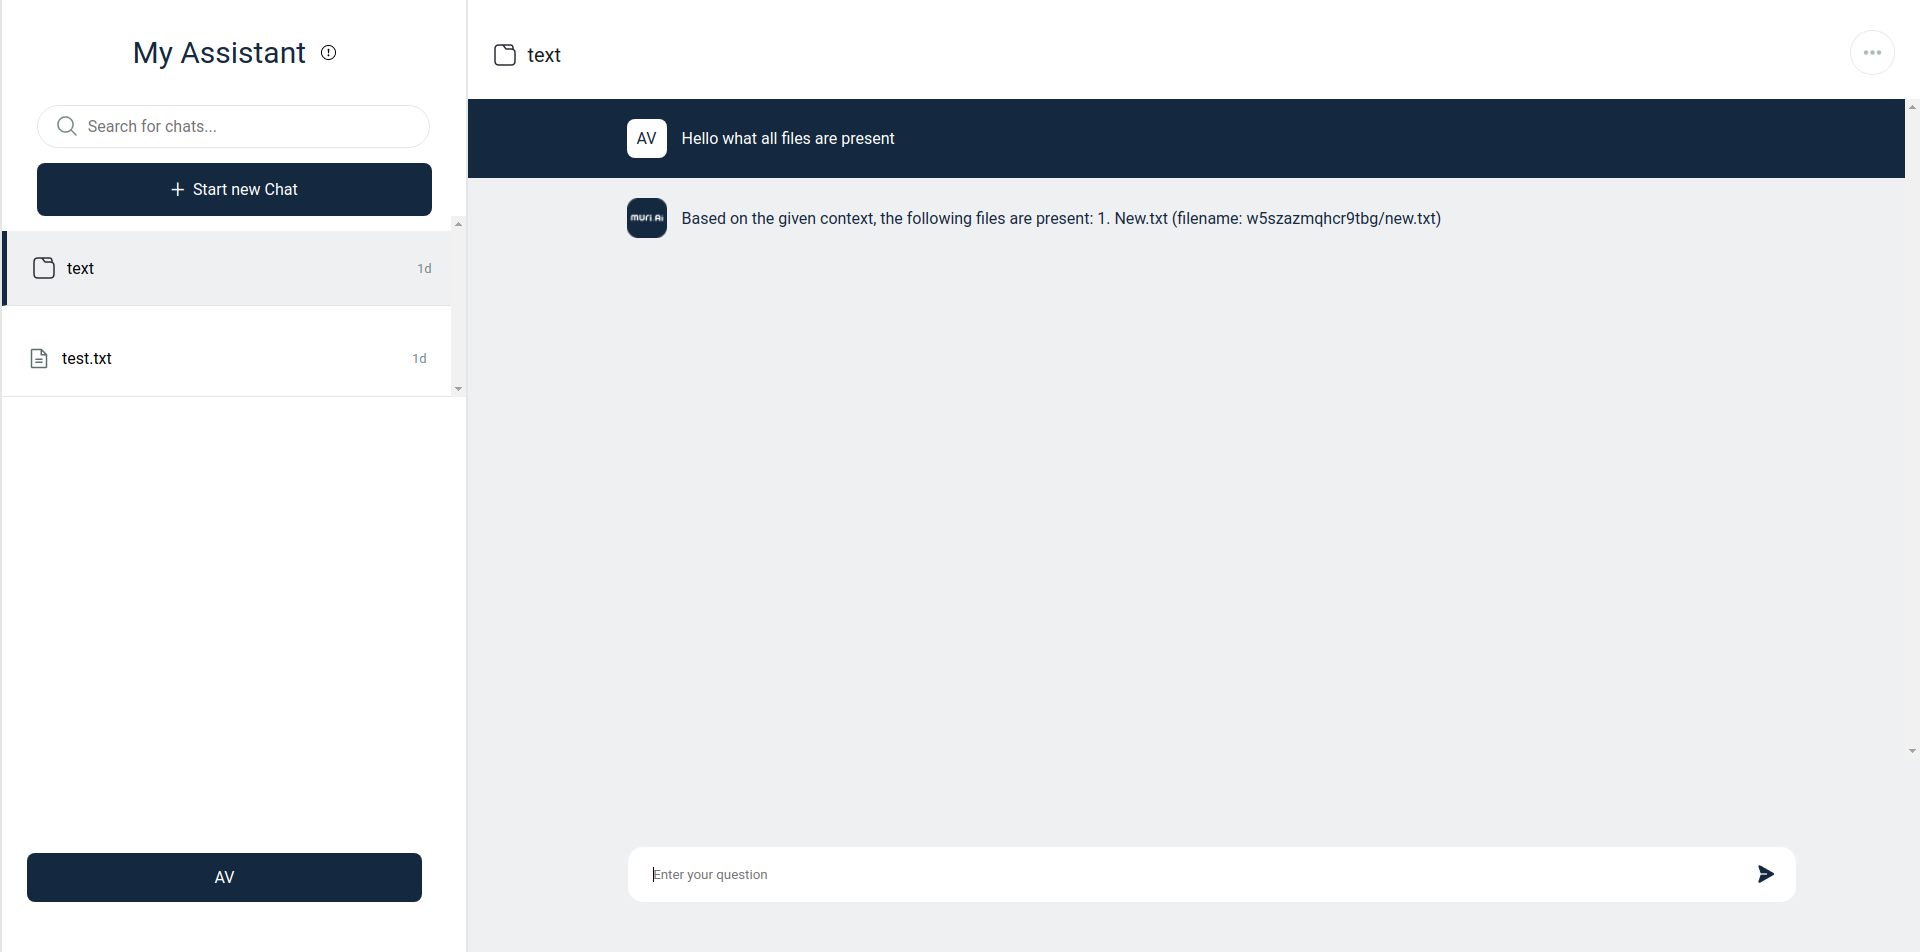 My Assistant
Search for chats...
Start new Chat
text 1d
test.txt 1d
AV
text
AV Hello what all files are present
muri Ai Based on the given context, the following files are present: 1. New.txt (filename: w5szazmqhcr9tbg/new.txt)
Enter your question